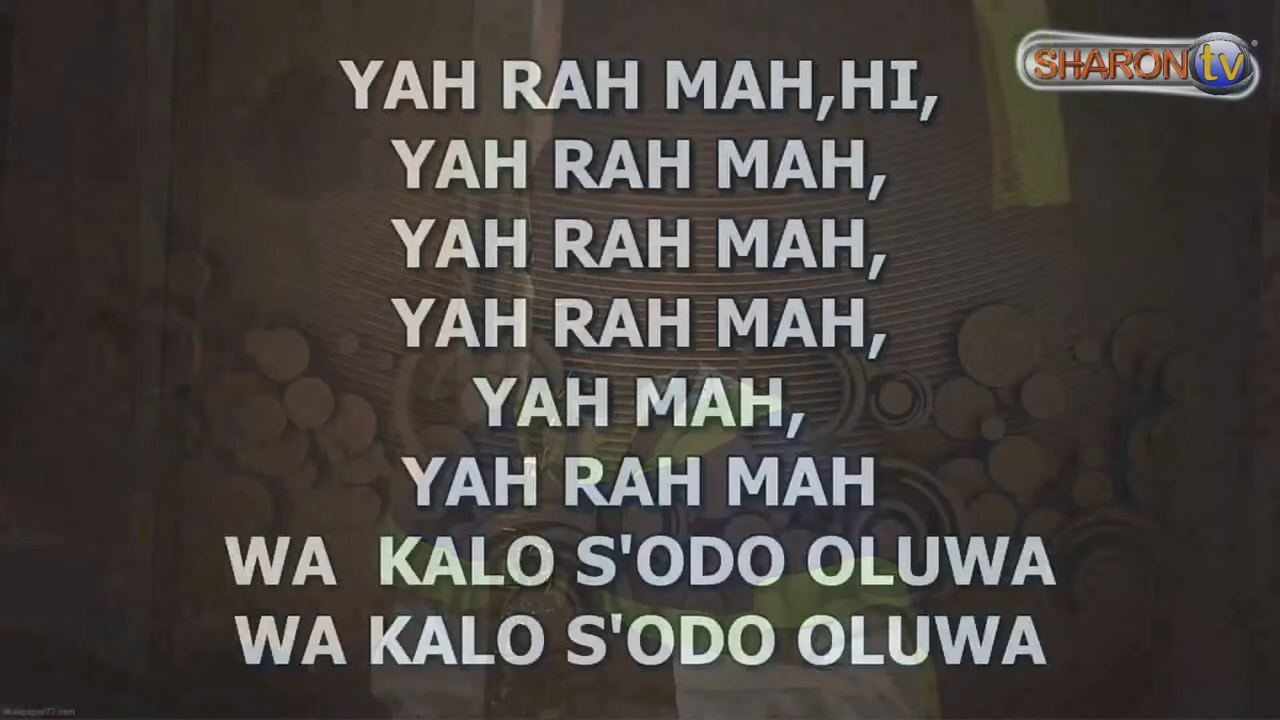 SHARON tv
YAH RAH MAH,HI,
YAH RAH MAH,
YAH RAH MAH,
YAH RAH MAH,
YAH MAH,
YAH RAH MAH
WA  KALO S'ODO OLUWA
WA KALO S'ODO OLUWA